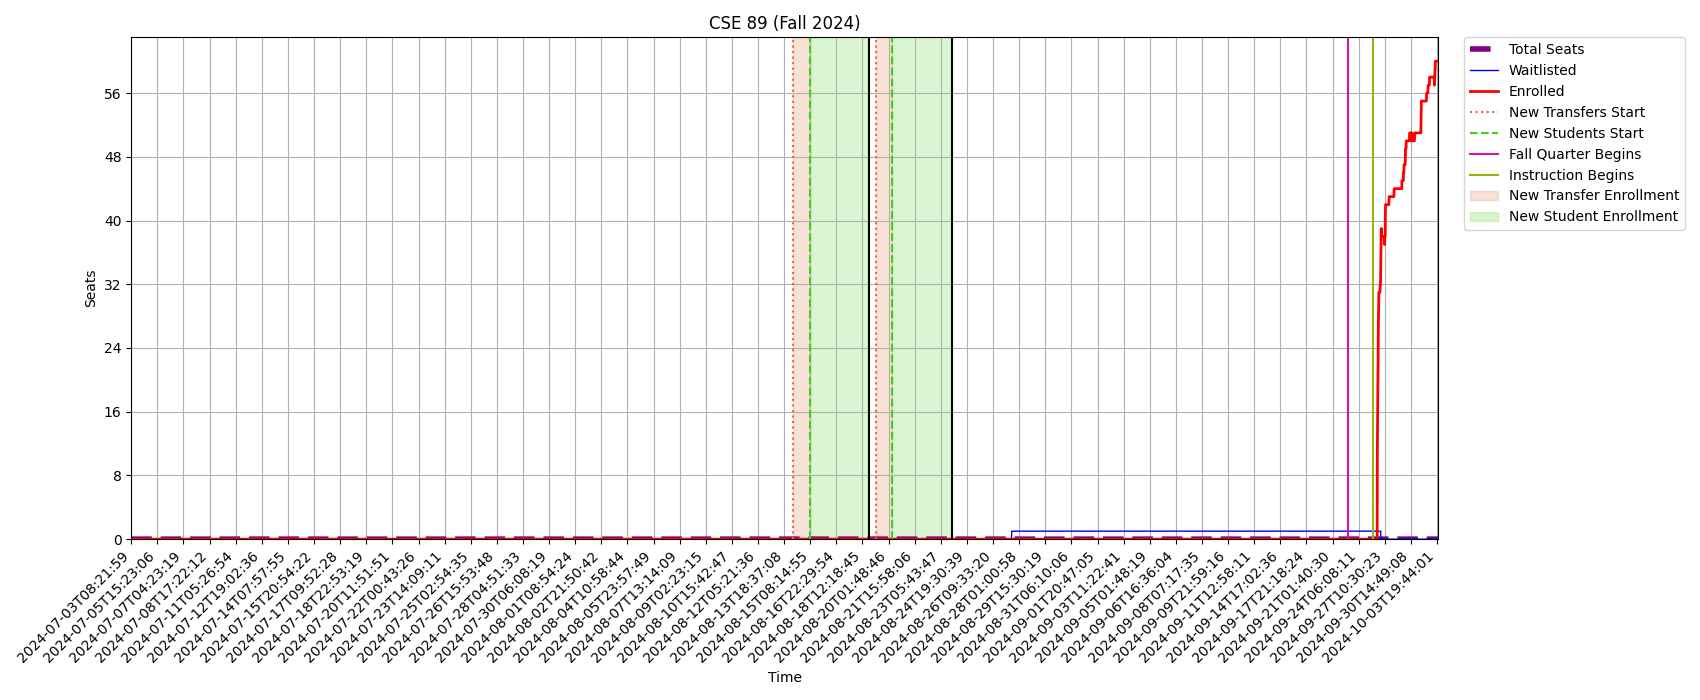 CSE 89 (Fall 2024)
Seats
56
48
40
32
24
16
8
0
2024-07-03T08:21:59
2024-07-05T15:23:06
2024-07-07T04:23:19
2024-07-08T17:22:12
2024-07-11T05:26:54
2024-07-12T19:02:36
2024-07-14T07:57:55
2024-07-15T20:54:22
2024-07-17T09:52:28
2024-07-18T22:53:19
2024-07-20T11:51:51
2024-07-22T00:43:26
2024-07-23T14:09:11
2024-07-25T02:54:35
2024-07-26T15:53:48
2024-07-28T04:51:33
2024-07-30T06:08:19
2024-08-01T08:54:24
2024-08-02T21:50:42
2024-08-04T10:58:44
2024-08-05T23:57:49
2024-08-07T13:14:09
2024-08-09T02:23:15
2024-08-10T15:42:47
2024-08-12T05:21:36
2024-08-13T18:37:08
2024-08-15T08:14:55
2024-08-16T22:29:54
2024-08-18T12:18:45
2024-08-20T01:48:46
2024-08-21T15:58:06
2024-08-23T05:43:47
2024-08-24T19:30:39
2024-08-26T09:33:20
2024-08-28T01:00:58
2024-08-29T15:30:19
2024-08-31T06:10:06
2024-09-01T20:47:05
2024-09-03T11:22:41
2024-09-05T01:48:19
2024-09-06T16:36:04
2024-09-08T07:17:35
2024-09-09T21:59:16
2024-09-11T12:58:11
2024-09-14T17:02:36
2024-09-17T21:18:24
2024-09-21T01:40:30
2024-09-24T06:08:11
2024-09-27T10:30:23
2024-09-30T14:49:08
2024-10-03T19:44:01
Time
Total Seats
Waitlisted
Enrolled
New Transfers Start
New Students Start
Fall Quarter Begins
Instruction Begins
New Transfer Enrollment
New Student Enrollment